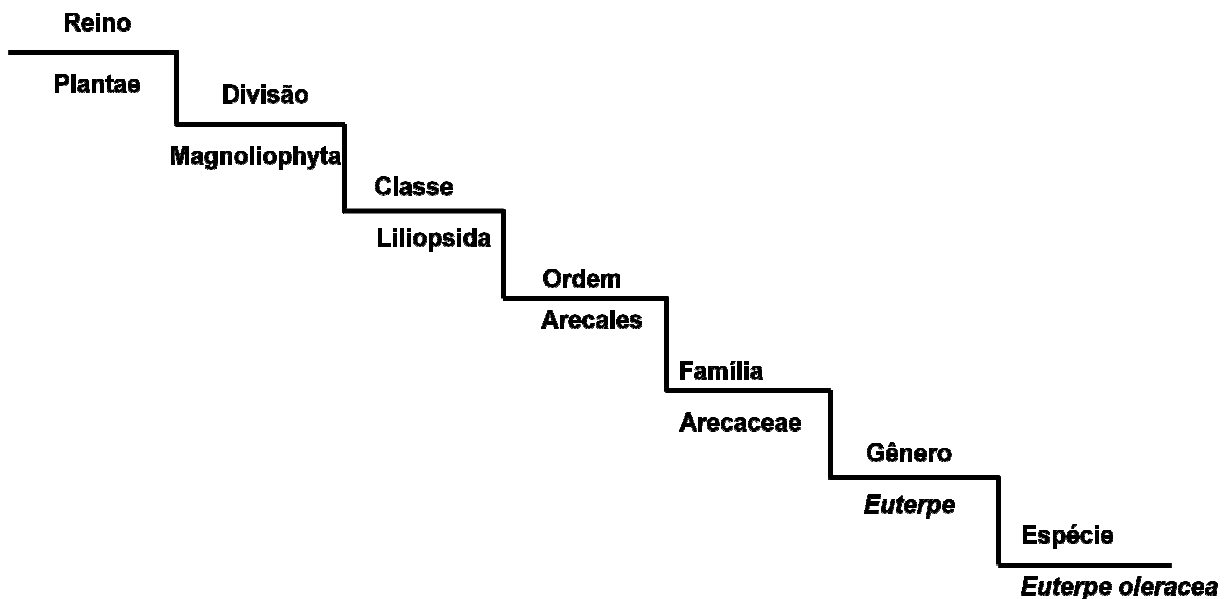 Reino
Plantae
Divisão
Magnoliophyta
Classe
Liliopsida
Ordem
Arecales
Família
Arecaceae
Gênero
Euterpe
Espécie
Euterpe oleracea